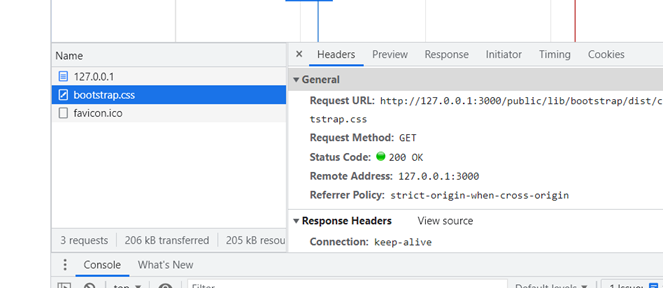 Name
127.0.0.1
bootstrap.css
favicon.ico
3 requests 206 kB transferred 205 kB resou
× Headers Preview Response Initiator Timing Cookies
▼ General
Request URL: http://127.0.0.1:3000/public/lib/bootstrap/dist/c
tstrap.css
Request Method: GET
Status Code: 200 OK
Remote Address: 127.0.0.1:3000
Referrer Policy: strict-origin-when-cross-origin
▼ Response Headers View source
Connection: keep-alive
Console What's New
top ▼ Filter Default levels ▼ 1 Issue: